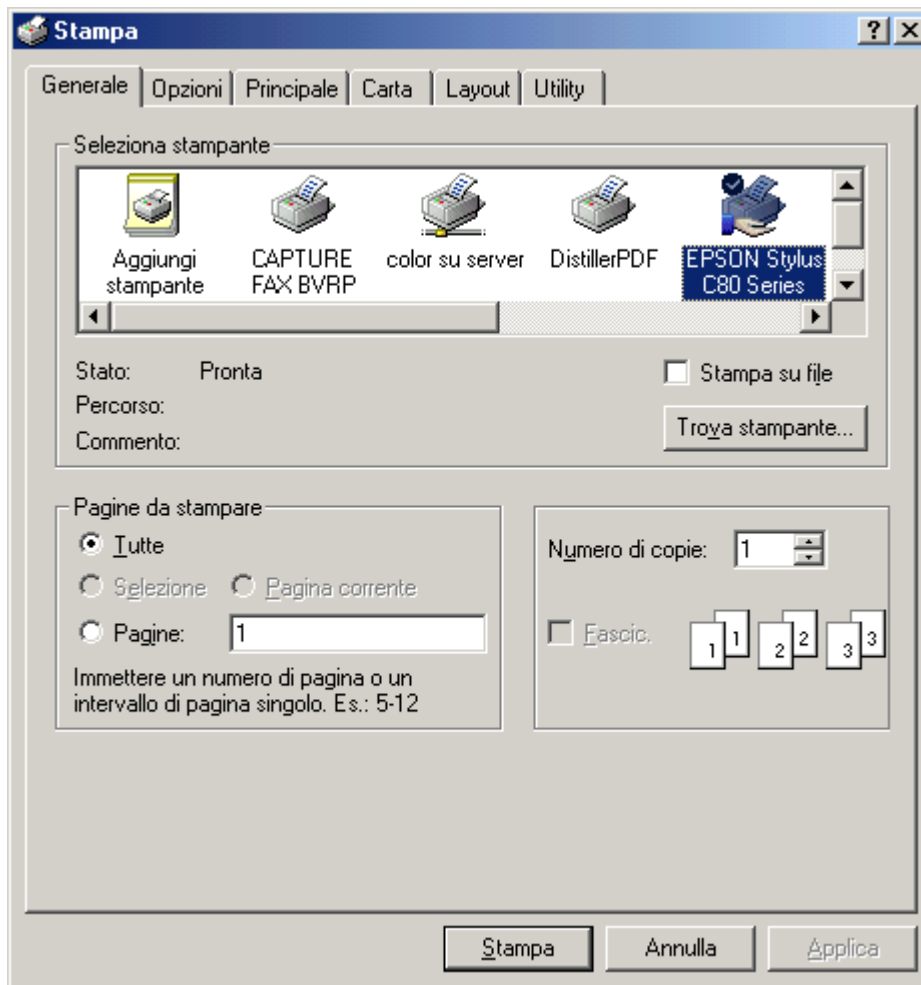 Stampa
Generale Opzioni Principale Carta Layout Utility
Seleziona stampante
Aggiungi stampante
CAPTURE FAX BVRP
color su server
DistillerPDF
EPSON Stylus C80 Series
Stato: Pronta
Percorso:
Commento:
Stampa su file
Trova stampante...
Pagine da stampare
Tutte
Selezione Pagina corrente
Pagine: 1
Immettere un numero di pagina o un
intervallo di pagina singolo. Es.: 5-12
Numero di copie: 1
Fascic.
1 1 2 2 3 3
Stampa Annulla Applica